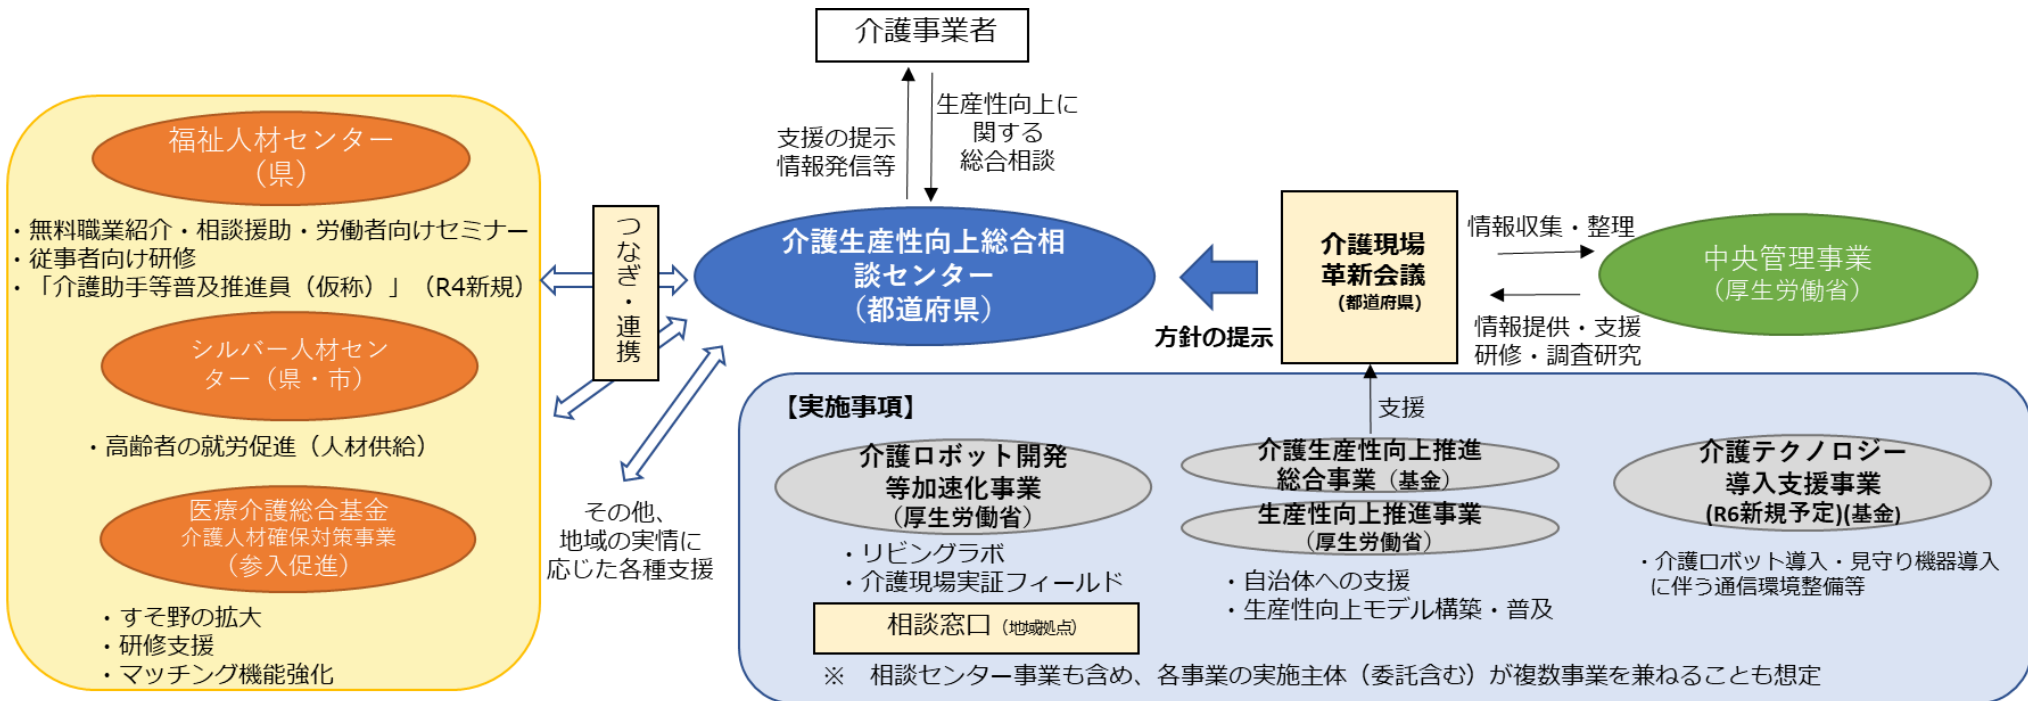 介護事業者
支援の提示
情報発信等
生産性向上に
関する
総合相談
福祉人材センター
（県）
・無料職業紹介・相談援助・労働者向けセミナー
・従事者向け研修
・「介護助手等普及推進員（仮称）」（R4新規）
シルバー人材セン
ター（県・市）
・高齢者の就労促進（人材供給）
医療介護総合基金
介護人材確保対策事業
（参入促進）
・すそ野の拡大
・研修支援
・マッチング機能強化
つなぎ・連携
その他、
地域の実情に
応じた各種支援
介護生産性向上総合相
談センター
（都道府県）
方針の提示
介護現場
革新会議
(都道府県)
情報収集・整理
情報提供・支援
研修・調査研究
中央管理事業
（厚生労働省）
【実施事項】
支援
介護ロボット開発
等加速化事業
（厚生労働省）
・リビングラボ
・介護現場実証フィールド
相談窓口（地域拠点）
介護生産性向上推進
総合事業（基金）
生産性向上推進事業
（厚生労働省）
・自治体への支援
・生産性向上モデル構築・普及
介護テクノロジー
導入支援事業
(R6新規予定)(基金)
・介護ロボット導入・見守り機器導入
に伴う通信環境整備等
※　相談センター事業も含め、各事業の実施主体（委託含む）が複数事業を兼ねることも想定